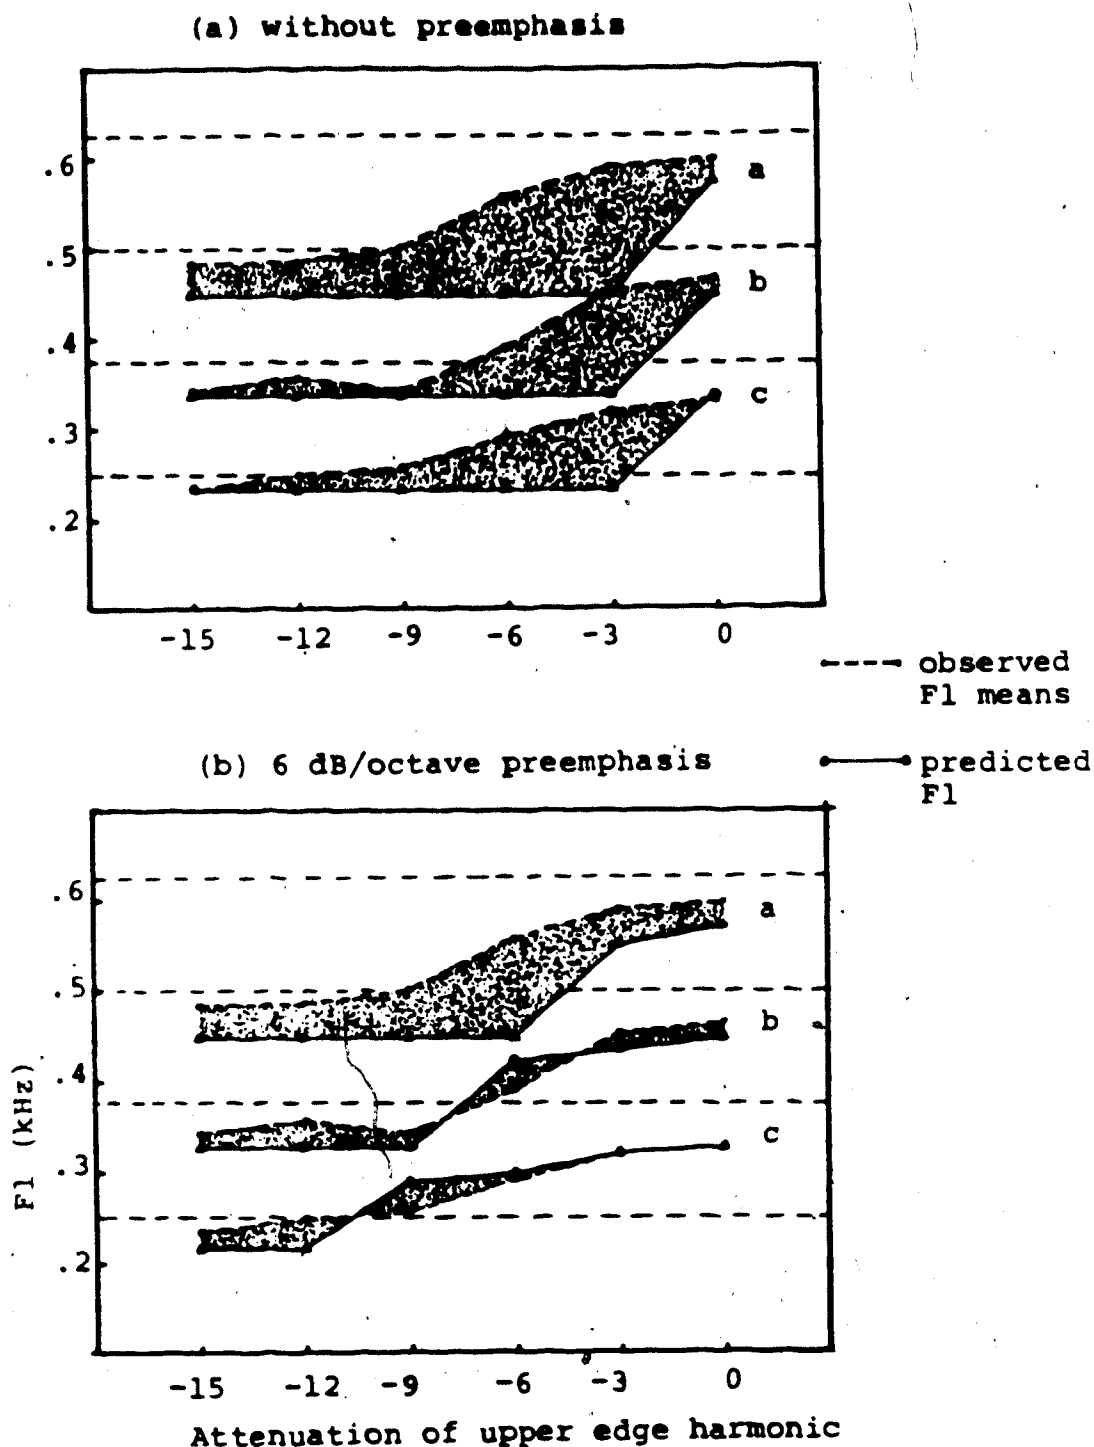 (a) without preemphasis
.6
.5
.4
.3
.2
a
b
c
-15 -12 -9 -6 -3 0
observed
F1 means
predicted
F1
(b) 6 dB/octave preemphasis
.6
.5
.4
.3
.2
F1 (kHz)
a
b
c
-15 -12 -9 -6 -3 0
Attenuation of upper edge harmonic